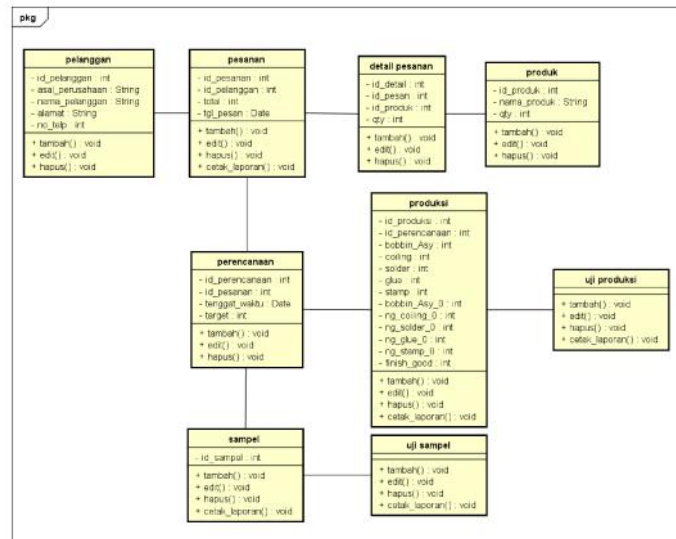 pkg
pelanggan
- id_pelanggan : int
- asal_perusahaan : String
- nama_pelanggan : String
- alamat : String
- no_telp : int
+ tambah() : void
+ edit() : void
+ hapus() : void
pesanan
- id_pesanan : int
- id_pelanggan : int
- total : int
- tgl_pesan : Date
+ tambah() : void
+ edit() : void
+ hapus() : void
+ cetak_laporan() : void
detail pesanan
- id_detail : int
- id_pesan : int
- id_produk : int
- qty : int
+ tambah() : void
+ edit() : void
+ hapus() : void
produk
- id_produk : int
- nama_produk : String
- qty : int
+ tambah() : void
+ edit() : void
+ hapus() : void
perencanaan
- id_perencanaan : int
- id_pesanan : int
- tenggat_waktu : Date
- target : int
+ tambah() : void
+ edit() : void
+ hapus() : void
produksi
- id_produksi : int
- id_perencanaan : int
- bobbin_Asy : int
- coiling : int
- solder : int
- glue : int
- stamp : int
- bobbin_Asy_0 : int
- ng_coiling_0 : int
- ng_solder_0 : int
- ng_glue_0 : int
- ng_stamp_0 : int
- finish_good : int
+ tambah() : void
+ edit() : void
+ hapus() : void
+ cetak_laporan() : void
uji produksi
+ tambah() : void
+ edit() : void
+ hapus() : void
+ cetak_laporan() : void
sampel
- id_sampel : int
+ tambah() : void
+ edit() : void
+ hapus() : void
+ cetak_laporan() : void
uji sampel
+ tambah() : void
+ edit() : void
+ hapus() : void
+ cetak_laporan() : void